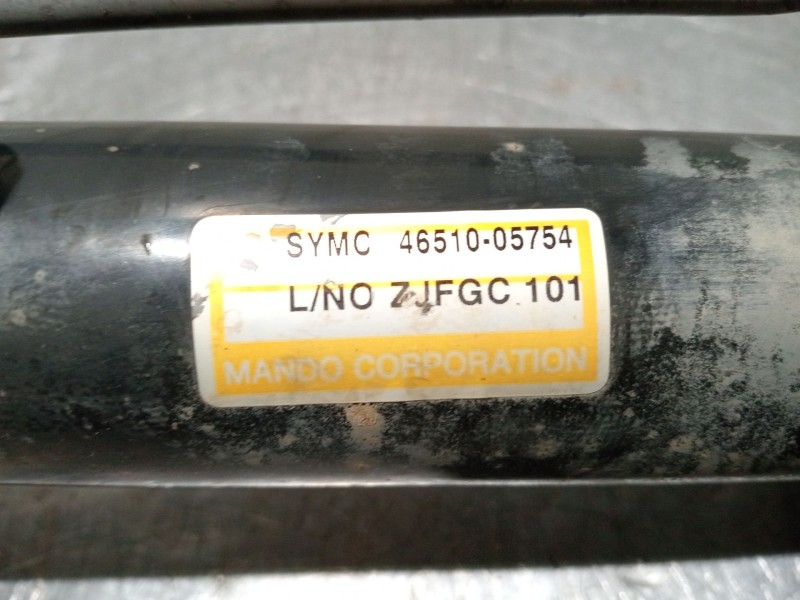 SYMC 46510-05754
L/NO ZJFGC 101
MANDO CORPORATION